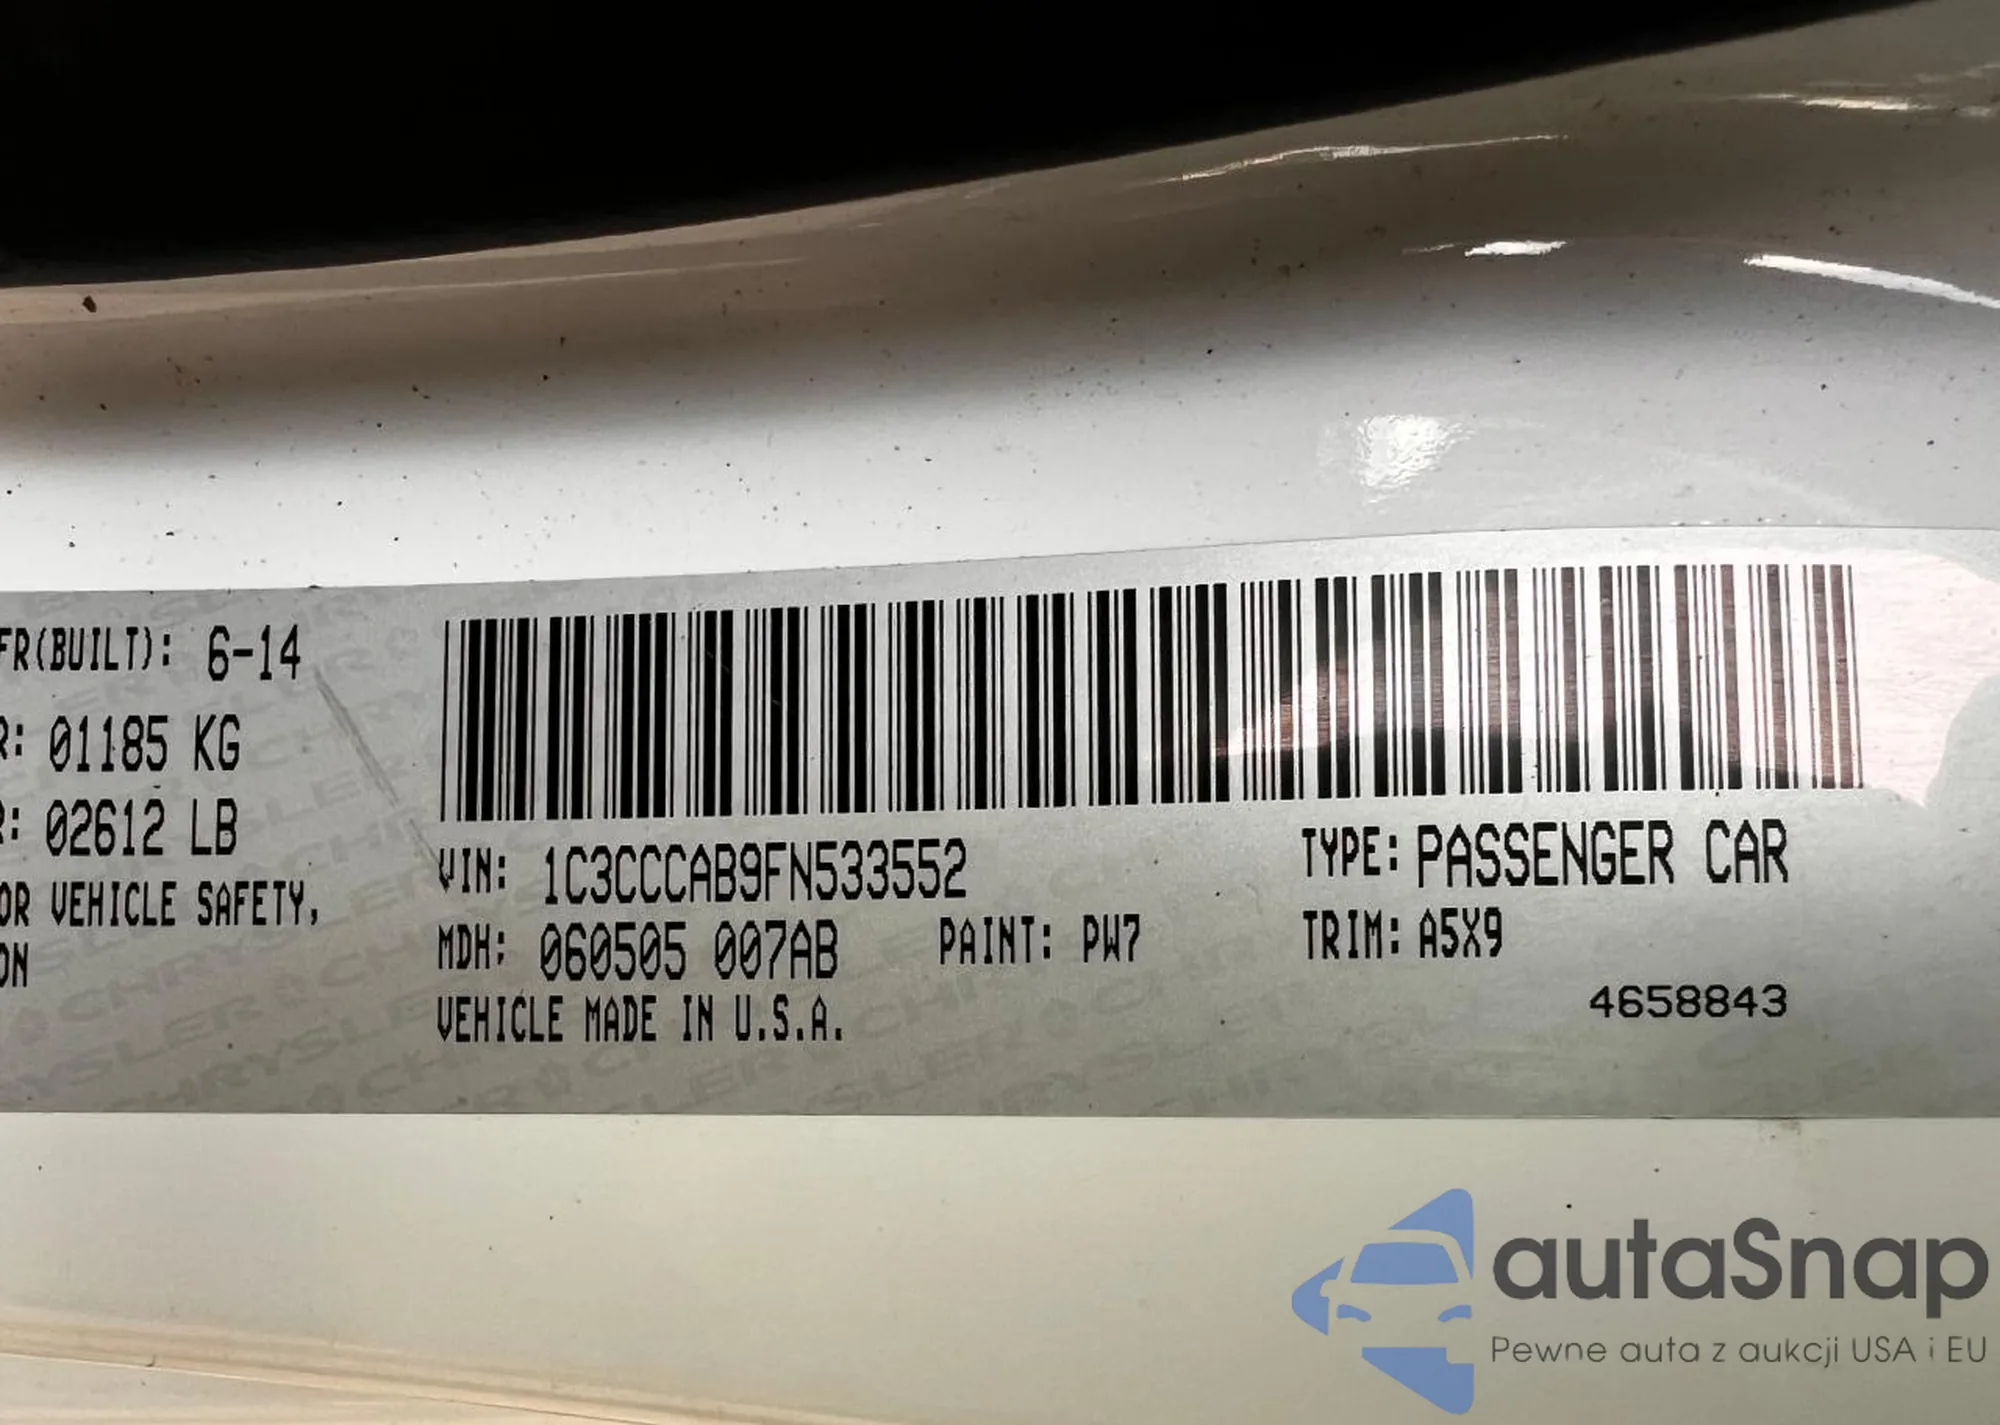 FR(BUILT): 6-14
R: 01185 KG
R: 02612 LB
OR VEHICLE SAFETY,
ON
VIN: 1C3CCCAB9FN533552
TYPE: PASSENGER CAR
MDH: 060505 007AB
PAINT: PW7
TRIM: A5X9
VEHICLE MADE IN U.S.A.
4658843
autaSnap
Pewne auta z aukcji USA i EU